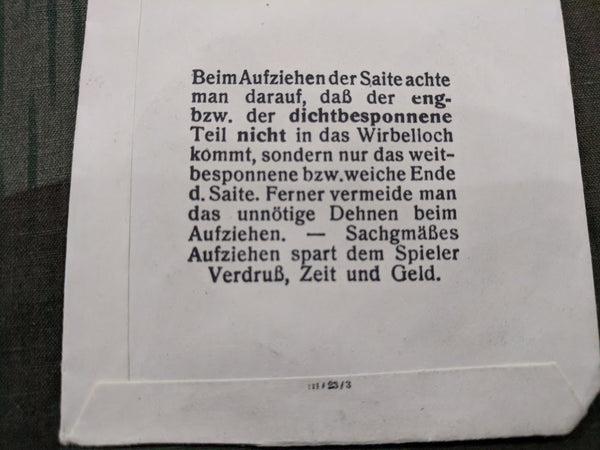 Beim Aufziehen der Saite achte
man darauf, daß der eng-
bzw. der dichtbesponnene
Teil nicht in das Wirbelloch
kommt, sondern nur das weit-
besponnene bzw. weiche Ende
d. Saite. Ferner vermeide man
das unnötige Dehnen beim
Aufziehen. — Sachgmäßes
Aufziehen spart dem Spieler
Verdruß, Zeit und Geld.
/23/3